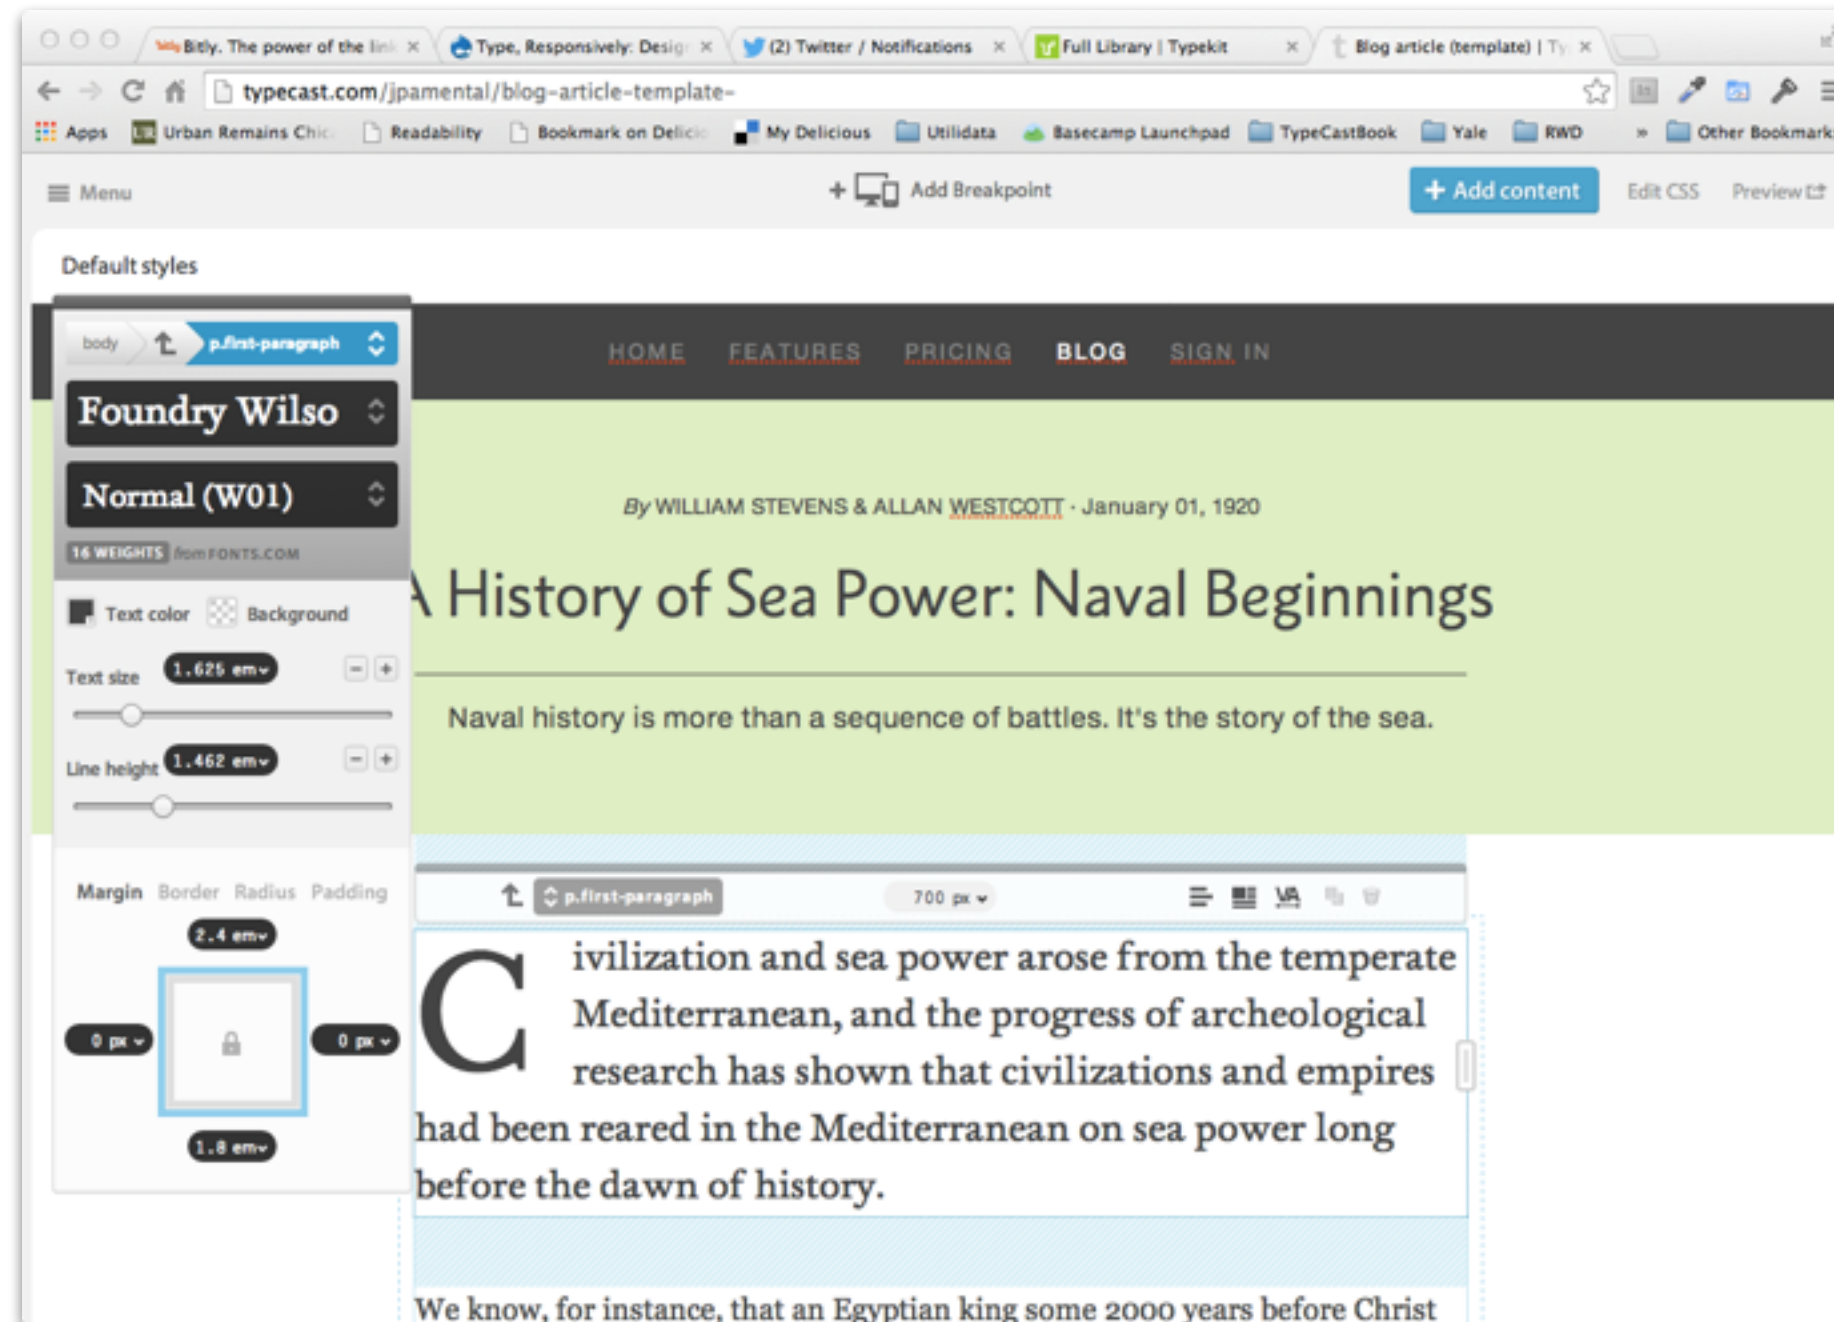 Bitly. The power of the link
Type, Responsively: Desig
(2) Twitter / Notifications
Full Library | Typekit
Blog article (template) | Ty
typecast.com/jpamental/blog-article-template-
Apps
Urban Remains Chic
Readability
Bookmark on Delicio
My Delicious
Utilidata
Basecamp Launchpad
TypeCastBook
Yale
RWD
»
Other Bookmark
Menu
+ Add Breakpoint
+ Add content
Edit CSS
Preview
Default styles
HOME FEATURES PRICING BLOG SIGN IN
body
p.first-paragraph
Foundry Wilso
Normal (W01)
16 WEIGHTS from FONTS.COM
Text color
Background
Text size 1.625 em - +
Line height 1.462 em - +
Margin Border Radius Padding
2.4 em
0 px
0 px
1.8 em
By WILLIAM STEVENS & ALLAN WESTCOTT · January 01, 1920
A History of Sea Power: Naval Beginnings
Naval history is more than a sequence of battles. It's the story of the sea.
p.first-paragraph
700 px
VA
Civilization and sea power arose from the temperate
Mediterranean, and the progress of archeological
research has shown that civilizations and empires
had been reared in the Mediterranean on sea power long
before the dawn of history.
We know, for instance, that an Egyptian king some 2000 years before Christ